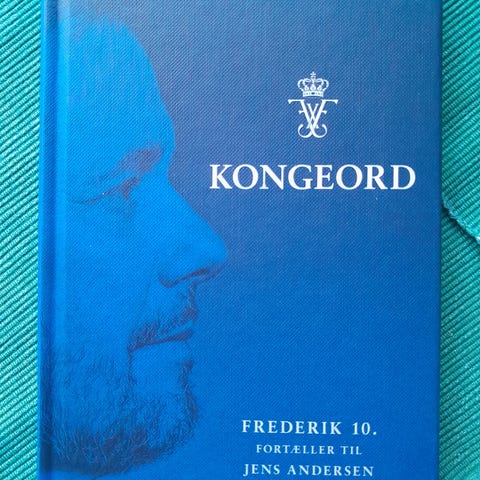 KONGEORD
FREDERIK 10.
FORTÆLLER TIL
JENS ANDERSEN